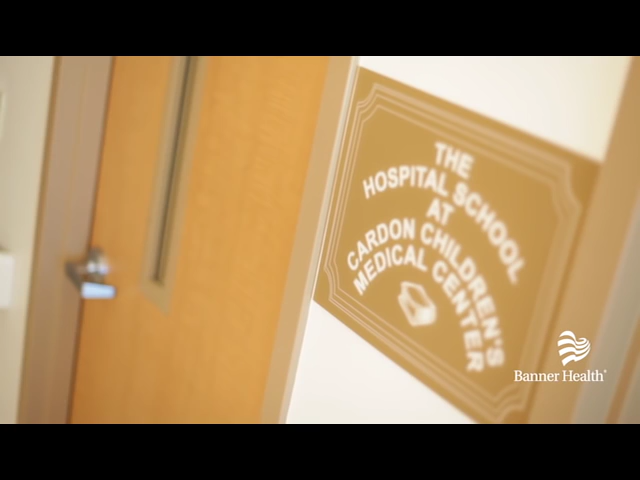 THE
HOSPITAL SCHOOL
AT
CARDON CHILDREN'S
MEDICAL CENTER
Banner Health®